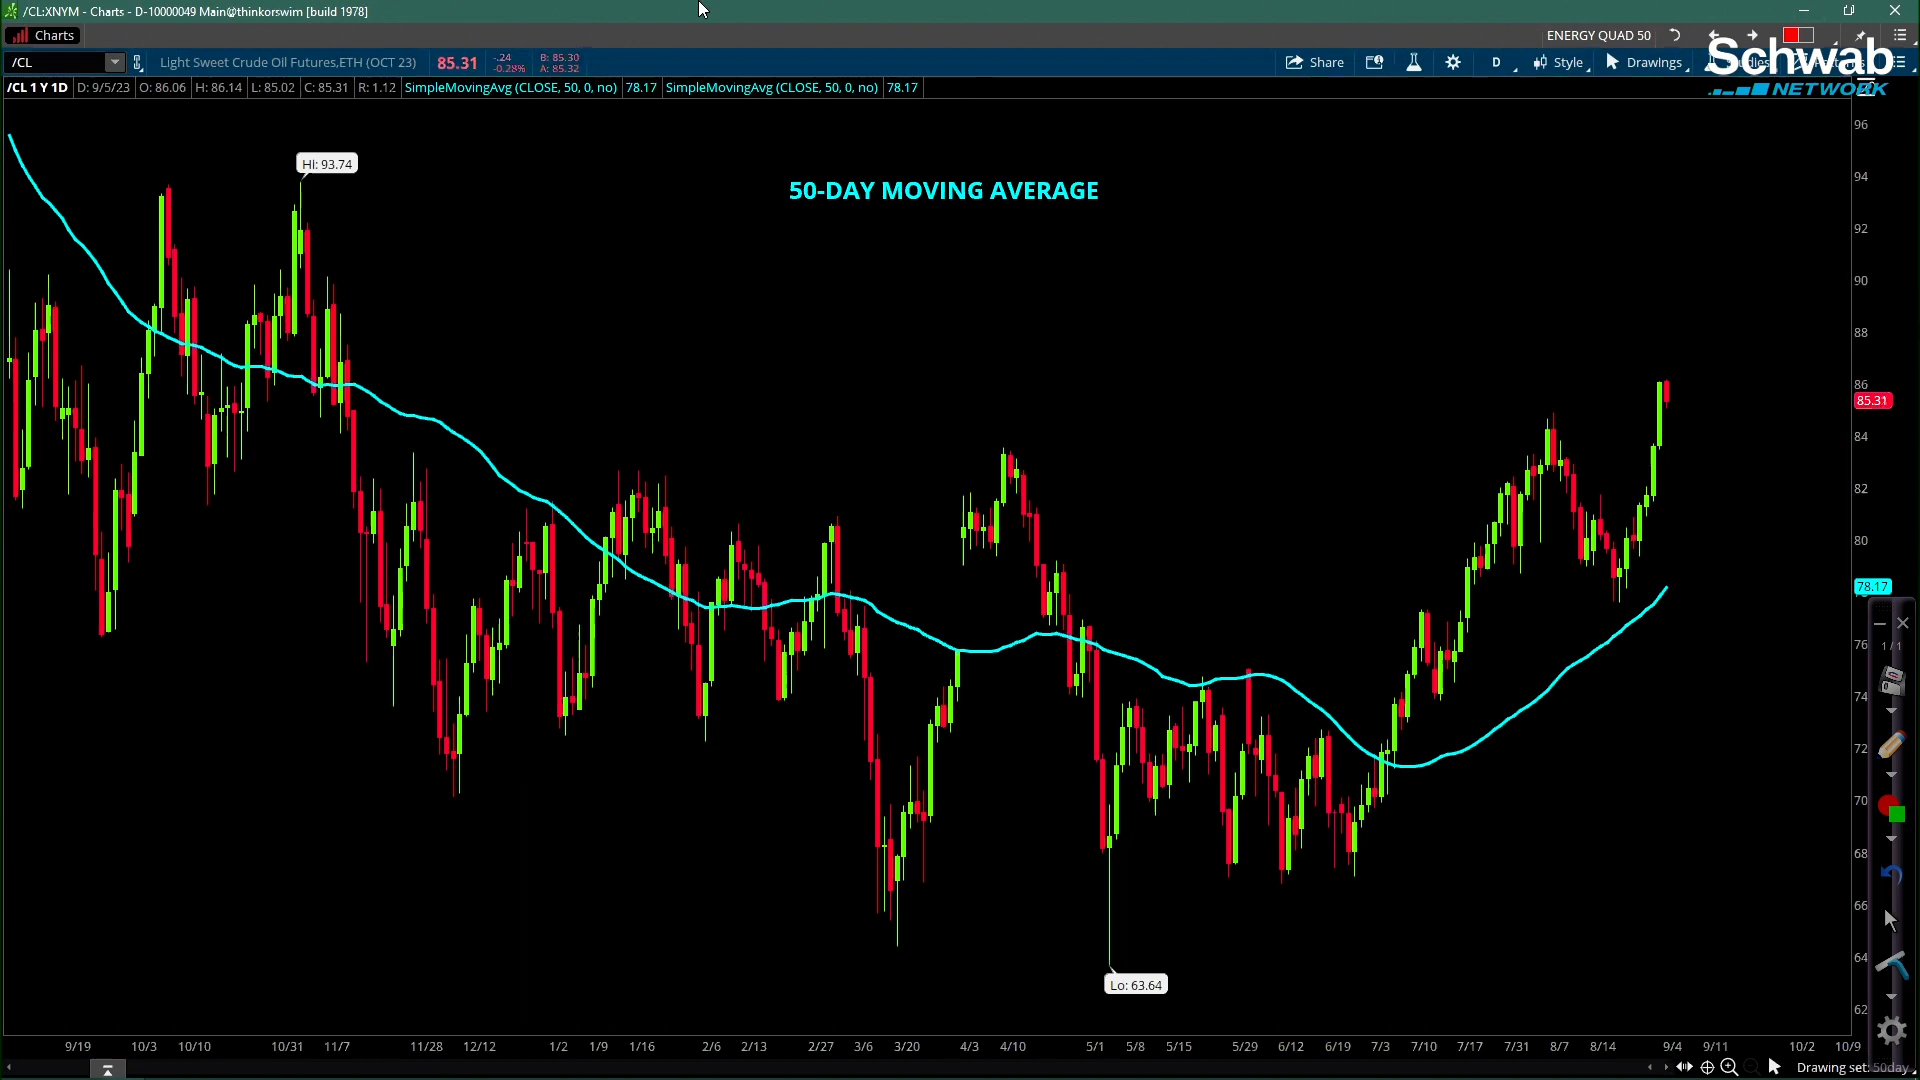 /CL:XNYM - Charts - D-10000049 Main@thinkorswim [build 1978]
Charts
ENERGY QUAD 50
/CL
Light Sweet Crude Oil Futures,ETH (OCT 23)
85.31
-.24
-0.28%
B: 85.30
A: 85.32
Share
D
Style
Drawings
Schwab
NETWORK
/CL 1 Y 1D D: 9/5/23 O: 86.06 H: 86.14 L: 85.02 C: 85.31 R: 1.12 SimpleMovingAvg (CLOSE, 50, 0, no) 78.17 SimpleMovingAvg (CLOSE, 50, 0, no) 78.17
50-DAY MOVING AVERAGE
Hi: 93.74
Lo: 63.64
96
94
92
90
88
86
85.31
84
82
80
78.17
76
74
72
70
68
66
64
62
1 / 1
9/19 10/3 10/10 10/31 11/7 11/28 12/12 1/2 1/9 1/16 2/6 2/13 2/27 3/6 3/20 4/3 4/10 5/1 5/8 5/15 5/29 6/12 6/19 7/3 7/10 7/17 7/31 8/7 8/14 9/4 9/11 10/2 10/9
Drawing set: 50day